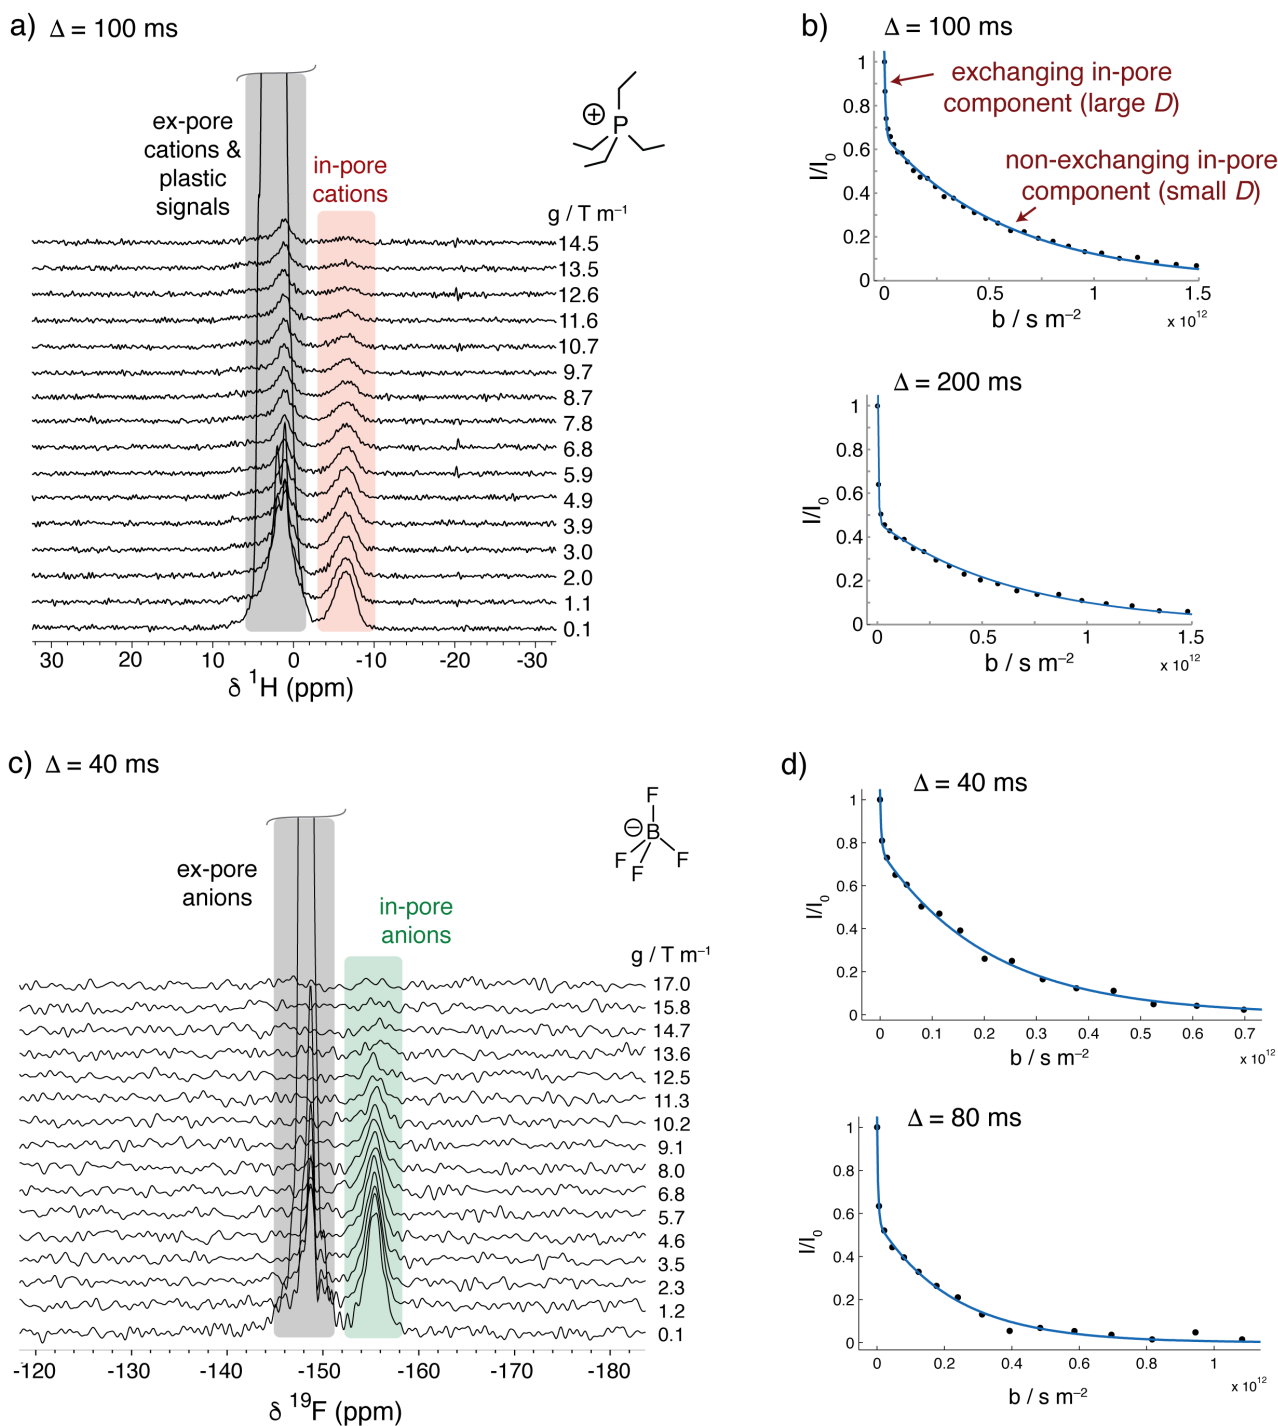 a) Δ = 100 ms
ex-pore
cations &
plastic
signals
in-pore
cations
P
g / T m⁻¹
14.5
13.5
12.6
11.6
10.7
9.7
8.7
7.8
6.8
5.9
4.9
3.9
3.0
2.0
1.1
0.1
30 20 10 0 -10 -20 -30
δ ¹H (ppm)
b) Δ = 100 ms
exchanging in-pore
component (large D)
non-exchanging in-pore
component (small D)
I/I₀
1
0.8
0.6
0.4
0.2
0
0 0.5 1 1.5
b / s m⁻² x 10¹²
Δ = 200 ms
I/I₀
1
0.8
0.6
0.4
0.2
0
0 0.5 1 1.5
b / s m⁻² x 10¹²
c) Δ = 40 ms
ex-pore
anions
in-pore
anions
F
B
F F
F
g / T m⁻¹
17.0
15.8
14.7
13.6
12.5
11.3
10.2
9.1
8.0
6.8
5.7
4.6
3.5
2.3
1.2
0.1
-120 -130 -140 -150 -160 -170 -180
δ ¹⁹F (ppm)
d) Δ = 40 ms
I/I₀
1
0.8
0.6
0.4
0.2
0
0 0.1 0.2 0.3 0.4 0.5 0.6 0.7
b / s m⁻² x 10¹²
Δ = 80 ms
I/I₀
1
0.8
0.6
0.4
0.2
0
0 0.2 0.4 0.6 0.8 1
b / s m⁻² x 10¹²